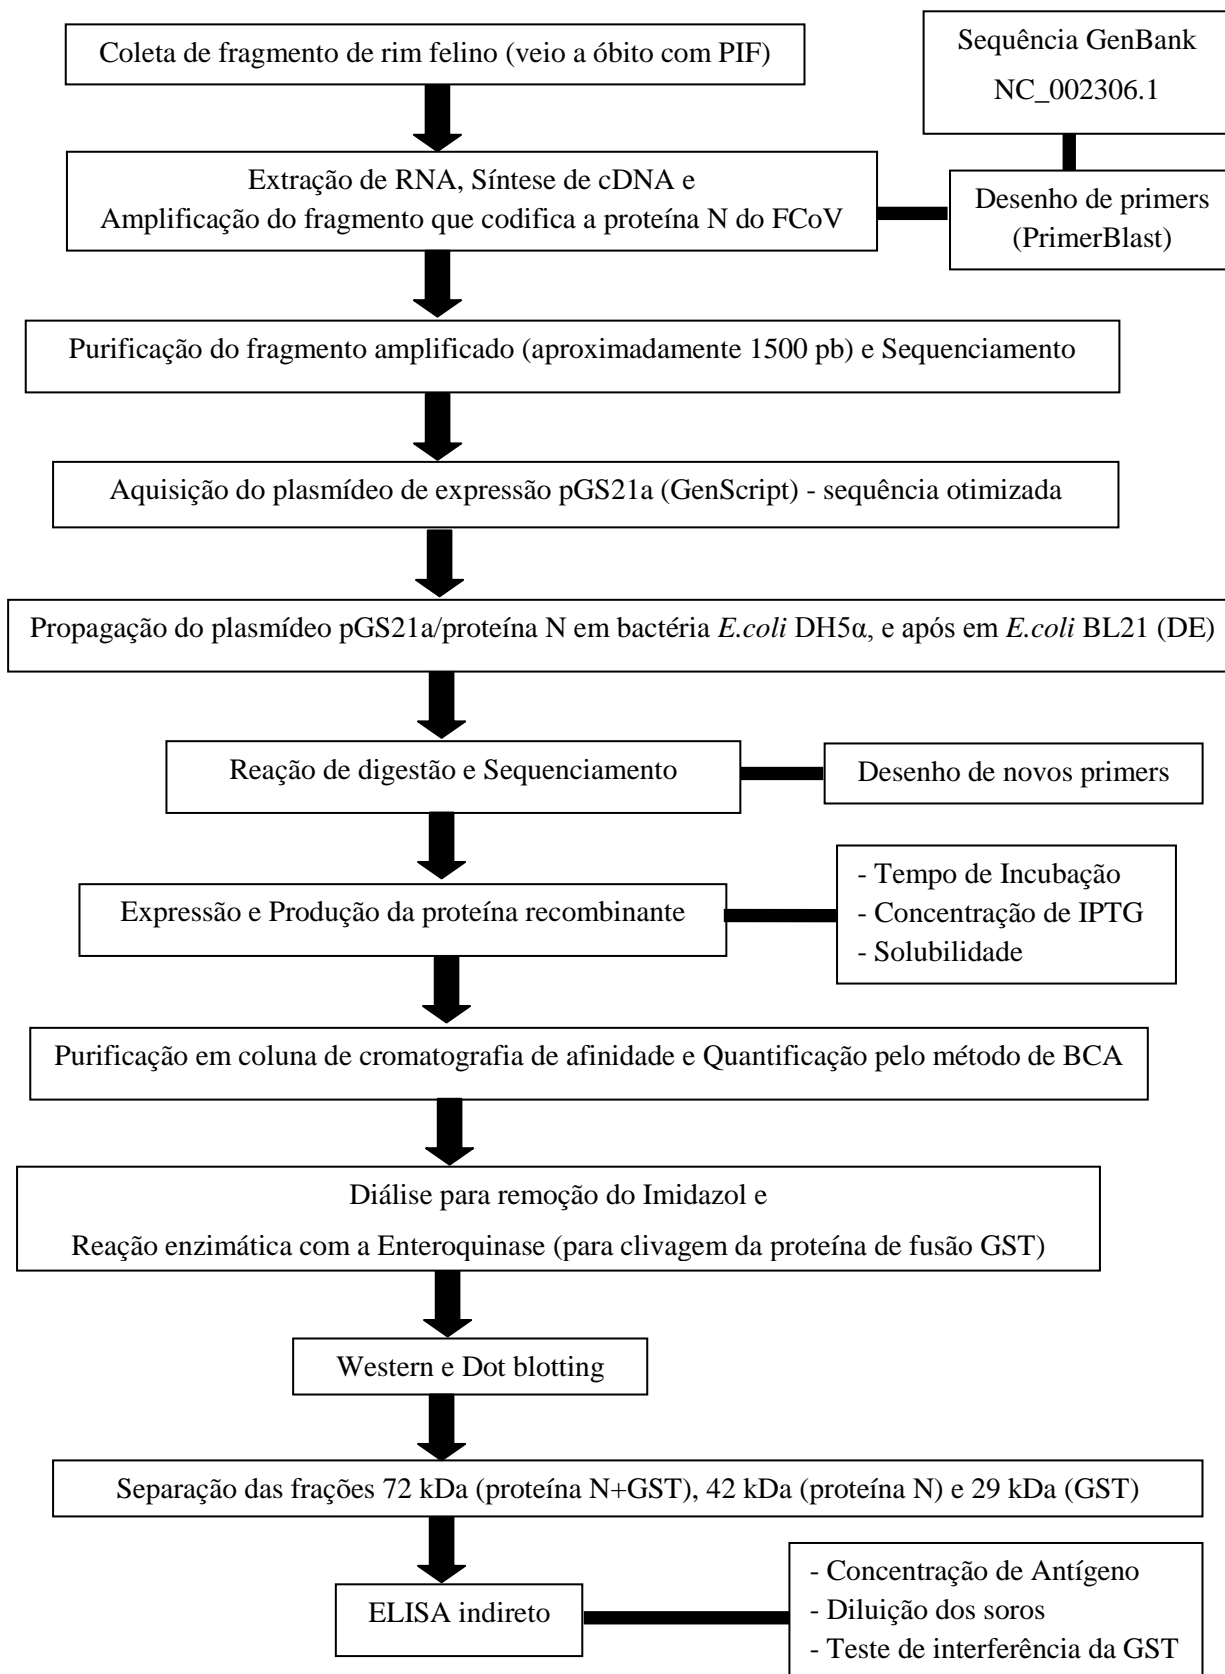 Coleta de fragmento de rim felino (veio a óbito com PIF)
Sequência GenBank
NC_002306.1
Extração de RNA, Síntese de cDNA e
Amplificação do fragmento que codifica a proteína N do FCoV
Desenho de primers
(PrimerBlast)
Purificação do fragmento amplificado (aproximadamente 1500 pb) e Sequenciamento
Aquisição do plasmídeo de expressão pGS21a (GenScript) - sequência otimizada
Propagação do plasmídeo pGS21a/proteína N em bactéria E.coli DH5α, e após em E.coli BL21 (DE)
Reação de digestão e Sequenciamento
Desenho de novos primers
Expressão e Produção da proteína recombinante
- Tempo de Incubação
- Concentração de IPTG
- Solubilidade
Purificação em coluna de cromatografia de afinidade e Quantificação pelo método de BCA
Diálise para remoção do Imidazol e
Reação enzimática com a Enteroquinase (para clivagem da proteína de fusão GST)
Western e Dot blotting
Separação das frações 72 kDa (proteína N+GST), 42 kDa (proteína N) e 29 kDa (GST)
ELISA indireto
- Concentração de Antígeno
- Diluição dos soros
- Teste de interferência da GST